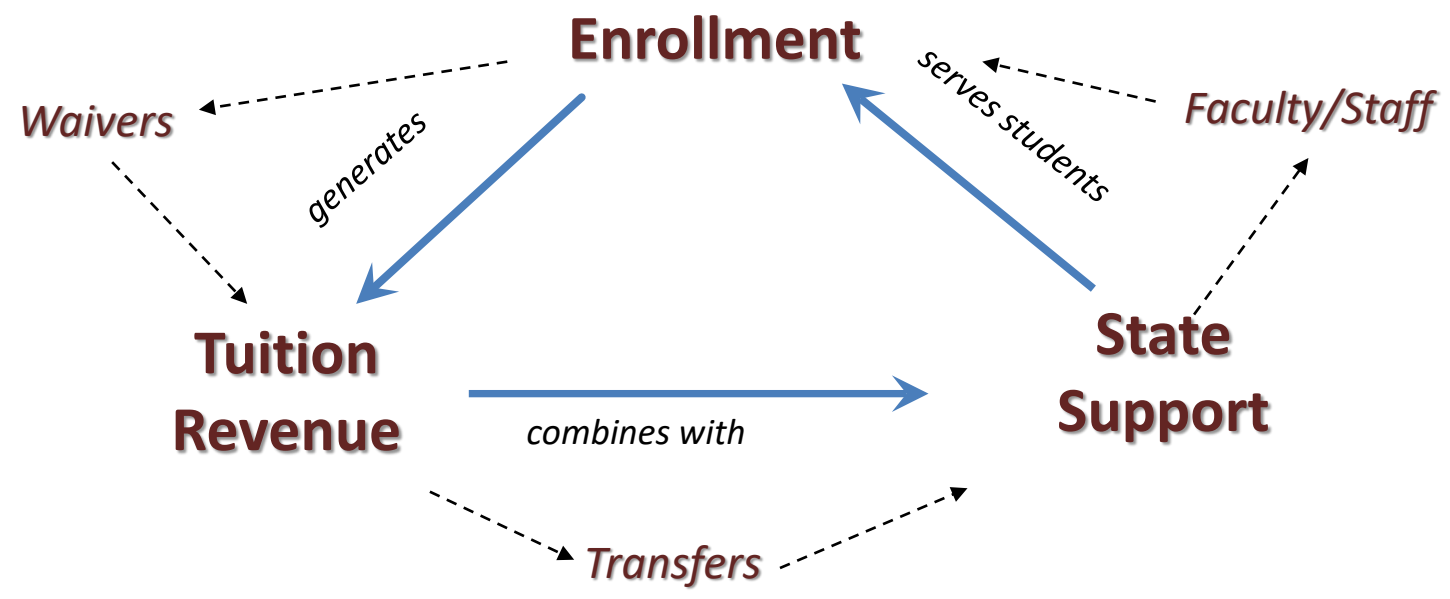 Enrollment
Waivers
generates
serves students
Faculty/Staff
Tuition
Revenue
combines with
State
Support
Transfers